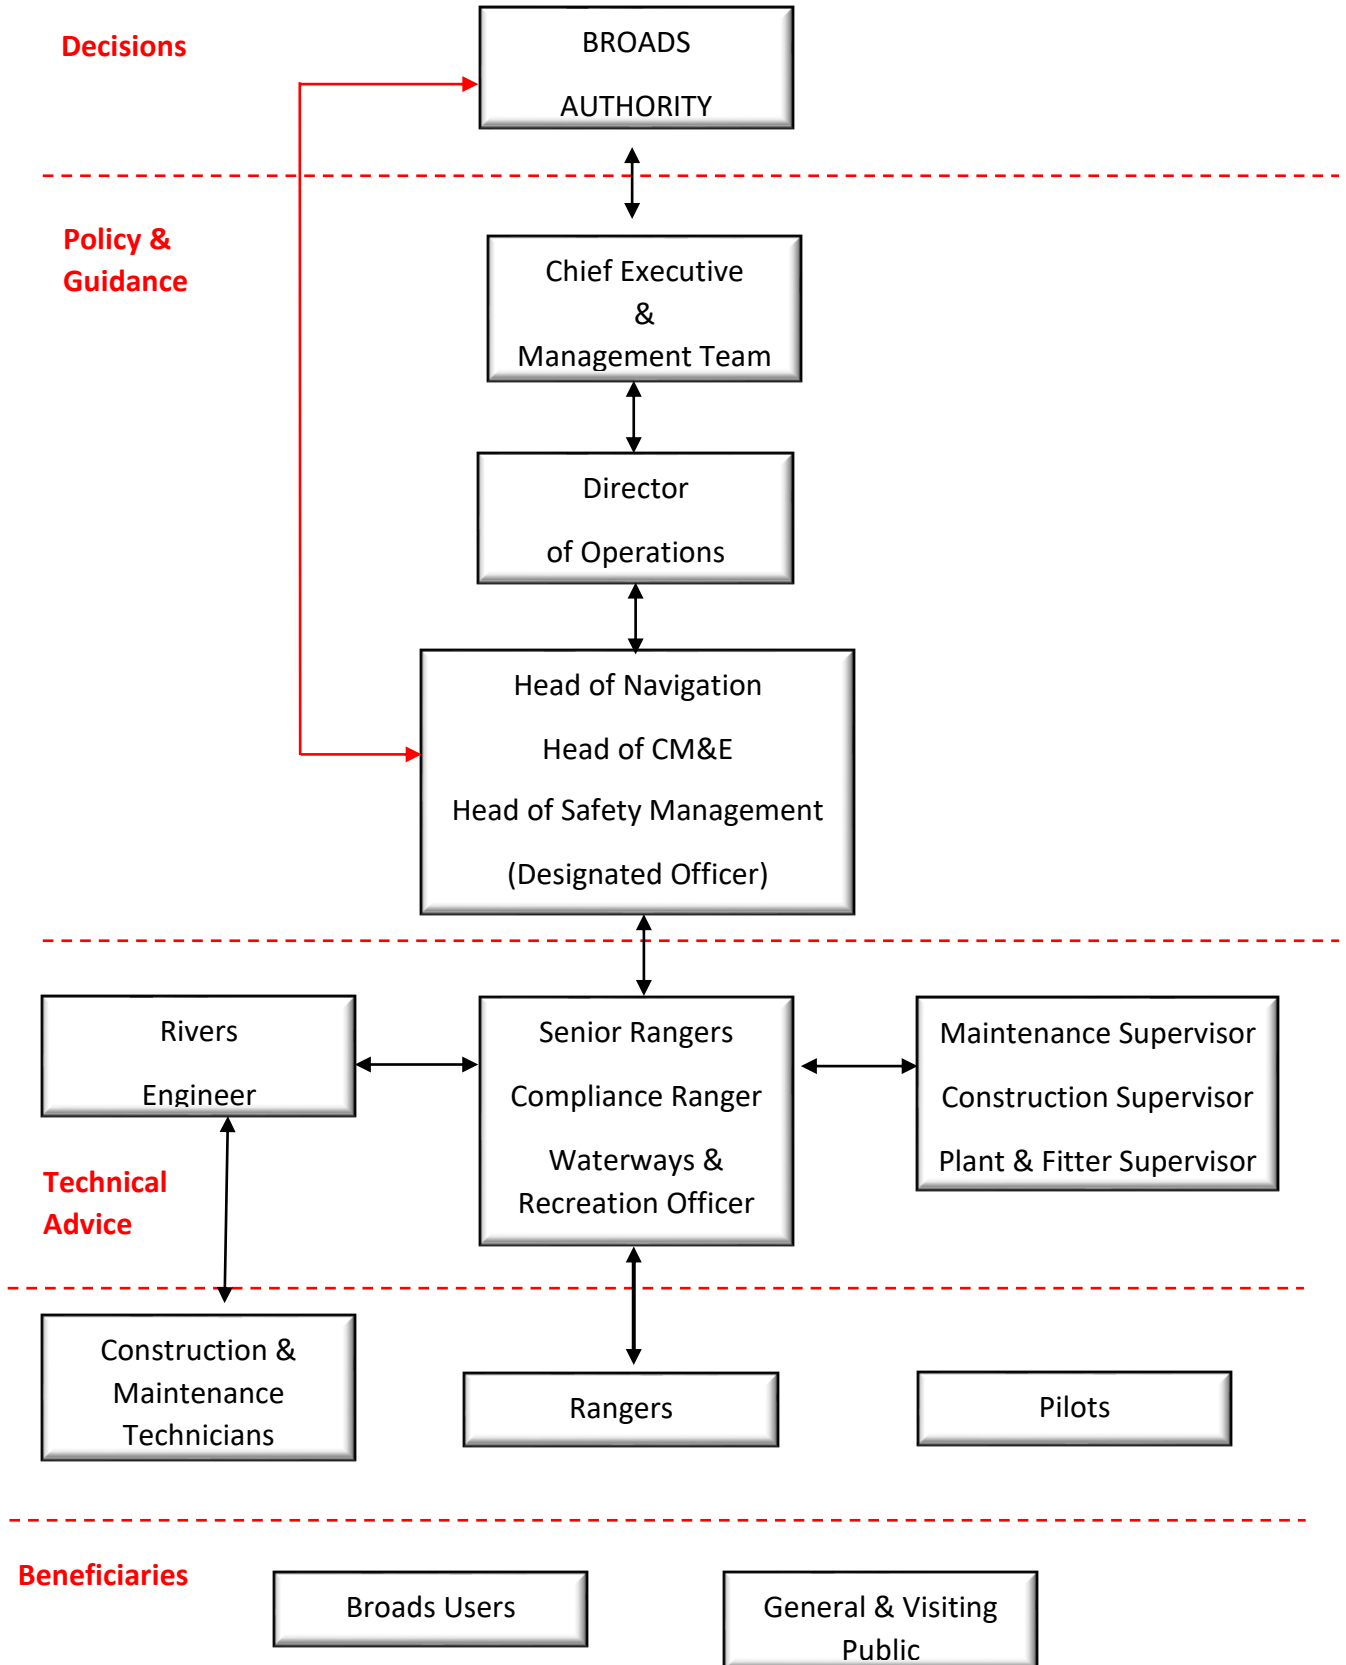 Decisions
BROADS
AUTHORITY
Policy &
Guidance
Chief Executive
&
Management Team
Director
of Operations
Head of Navigation
Head of CM&E
Head of Safety Management
(Designated Officer)
Rivers
Engineer
Senior Rangers
Compliance Ranger
Waterways &
Recreation Officer
Maintenance Supervisor
Construction Supervisor
Plant & Fitter Supervisor
Technical
Advice
Construction &
Maintenance
Technicians
Rangers
Pilots
Beneficiaries
Broads Users
General & Visiting
Public